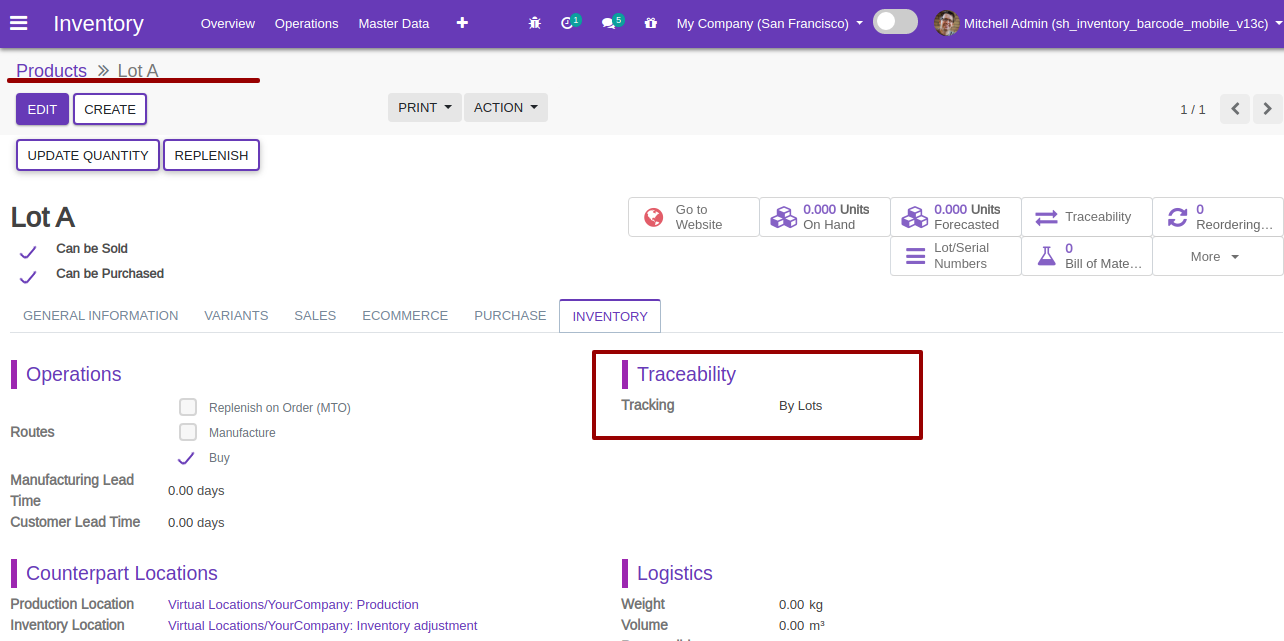 Inventory Overview Operations Master Data 1 5 My Company (San Francisco) Mitchell Admin (sh_inventory_barcode_mobile_v13c)
Products Lot A
EDIT CREATE PRINT ACTION 1 / 1
UPDATE QUANTITY REPLENISH
Lot A
Can be Sold
Can be Purchased
Go to Website
0.000 Units On Hand
0.000 Units Forecasted
Traceability
0 Reordering...
Lot/Serial Numbers
0 Bill of Mate...
More
GENERAL INFORMATION VARIANTS SALES ECOMMERCE PURCHASE INVENTORY
Operations
Routes
Replenish on Order (MTO)
Manufacture
Buy
Manufacturing Lead Time 0.00 days
Customer Lead Time 0.00 days
Traceability
Tracking By Lots
Counterpart Locations
Production Location Virtual Locations/YourCompany: Production
Inventory Location Virtual Locations/YourCompany: Inventory adjustment
Logistics
Weight 0.00 kg
Volume 0.00 m³